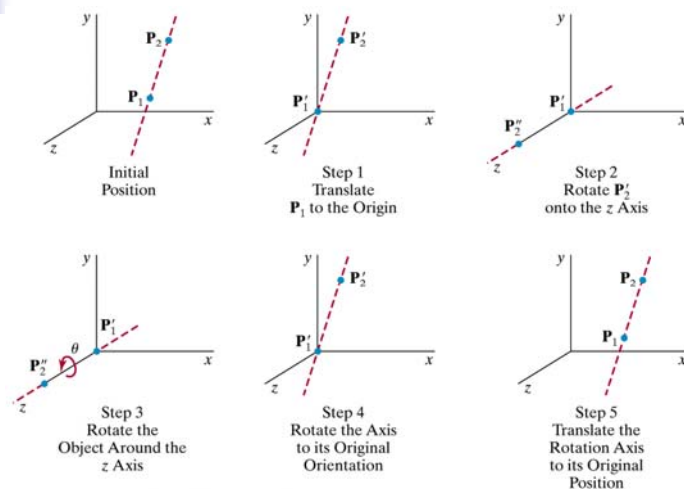 y
P₂
P₁
x
z
Initial
Position
y
P₂′
P₁′
x
z
Step 1
Translate
P₁ to the Origin
y
P₁′
P₂″
x
z
Step 2
Rotate P₂′
onto the z Axis
y
P₁′
θ
P₂″
x
z
Step 3
Rotate the
Object Around the
z Axis
y
P₂′
P₁′
x
z
Step 4
Rotate the Axis
to its Original
Orientation
y
P₂
P₁
x
z
Step 5
Translate the
Rotation Axis
to its Original
Position